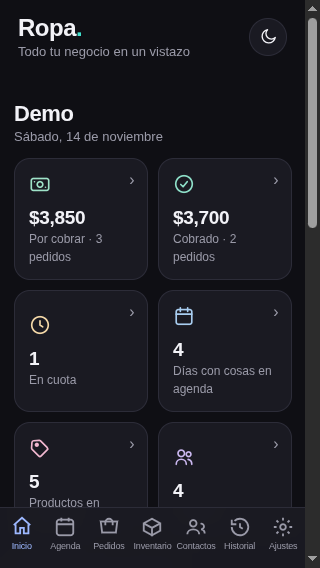 Ropa.
Todo tu negocio en un vistazo
Demo
Sábado, 14 de noviembre
$3,850
Por cobrar · 3
pedidos
$3,700
Cobrado · 2
pedidos
1
En cuota
4
Días con cosas en
agenda
5
Productos en
4
Inicio
Agenda
Pedidos
Inventario
Contactos
Historial
Ajustes